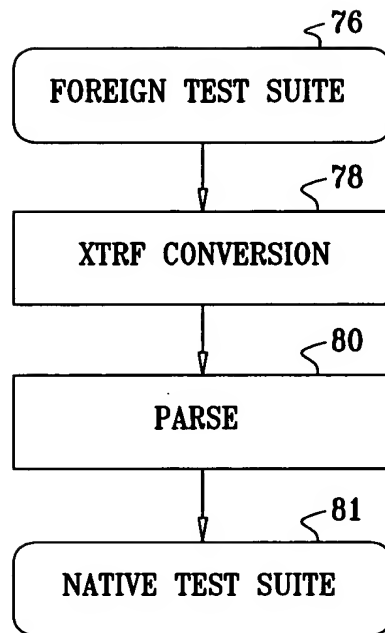 76
FOREIGN TEST SUITE
78
XTRF CONVERSION
80
PARSE
81
NATIVE TEST SUITE